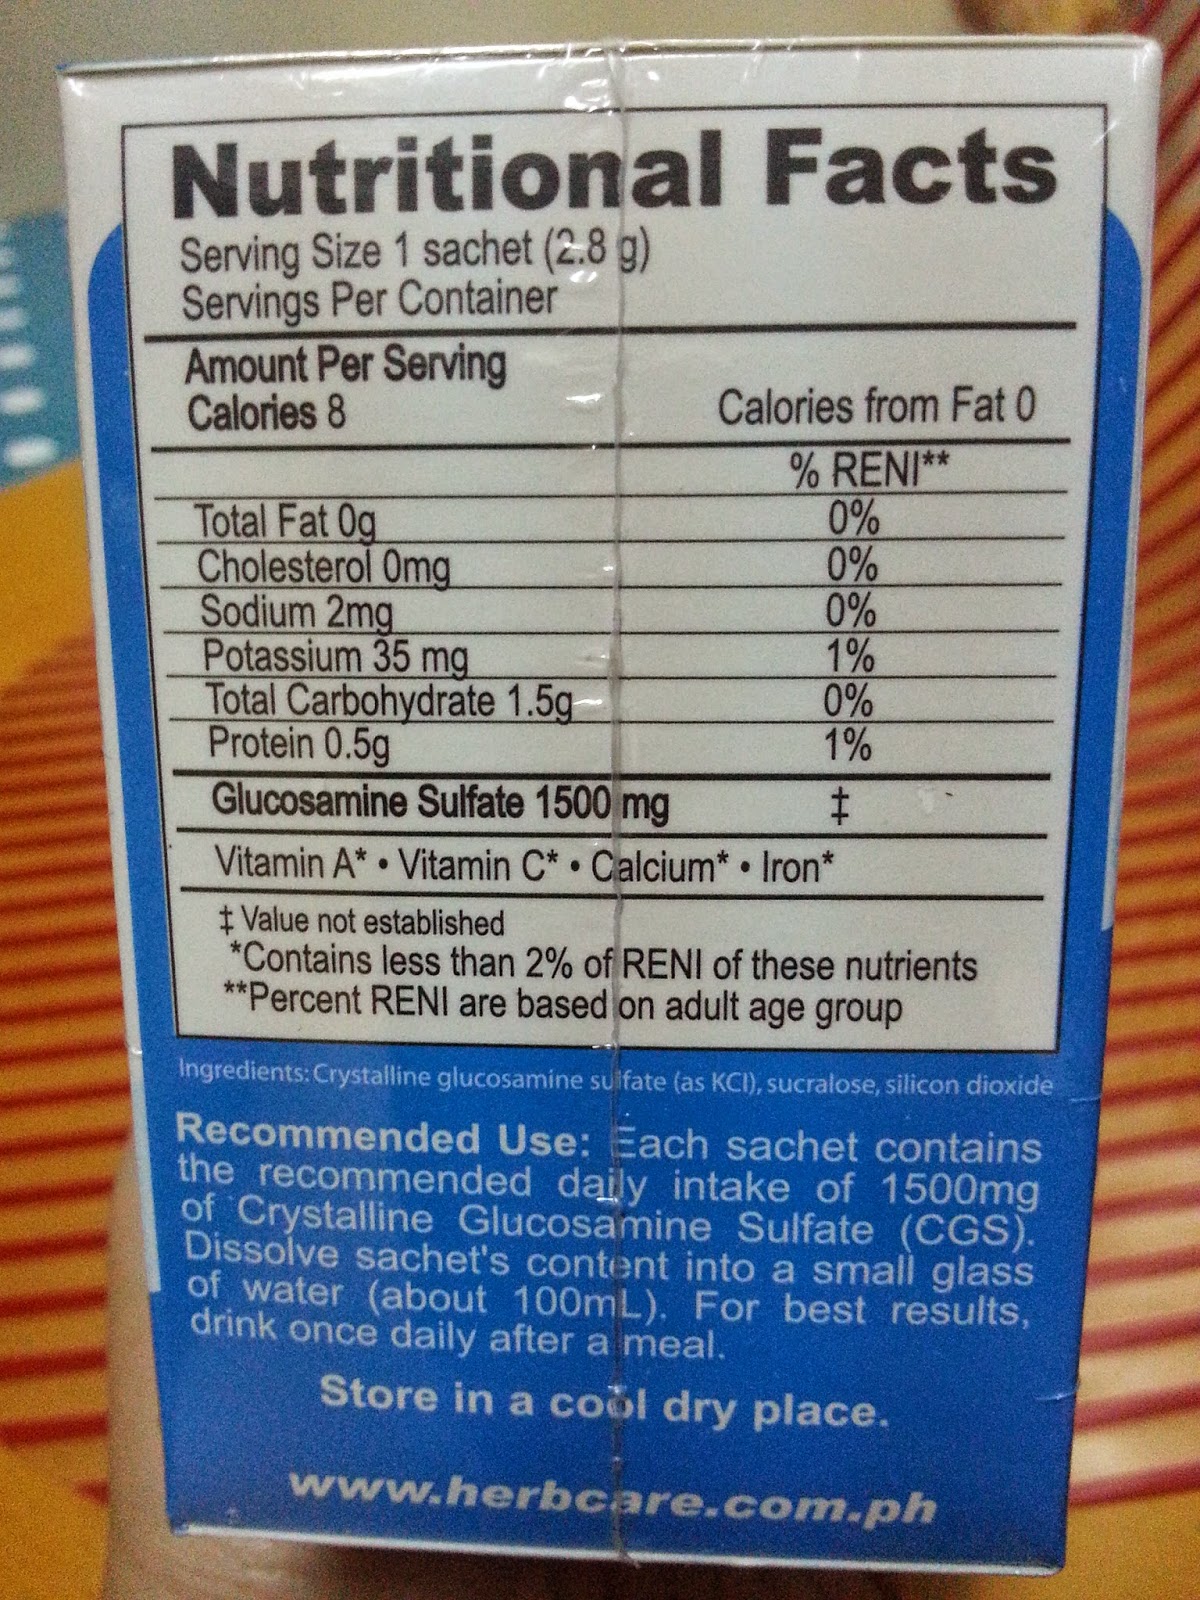 Nutritional Facts
Serving Size 1 sachet (2.8 g)
Servings Per Container
Amount Per Serving
Calories 8 Calories from Fat 0
% RENI**
Total Fat 0g 0%
Cholesterol 0mg 0%
Sodium 2mg 0%
Potassium 35 mg 1%
Total Carbohydrate 1.5g 0%
Protein 0.5g 1%
Glucosamine Sulfate 1500 mg ‡
Vitamin A* • Vitamin C* • Calcium* • Iron*
‡ Value not established
*Contains less than 2% of RENI of these nutrients
**Percent RENI are based on adult age group
Ingredients: Crystalline glucosamine sulfate (as KCl), sucralose, silicon dioxide
Recommended Use: Each sachet contains
the recommended daily intake of 1500mg
of Crystalline Glucosamine Sulfate (CGS).
Dissolve sachet's content into a small glass
of water (about 100mL). For best results,
drink once daily after a meal.
Store in a cool dry place.
www.herbcare.com.ph